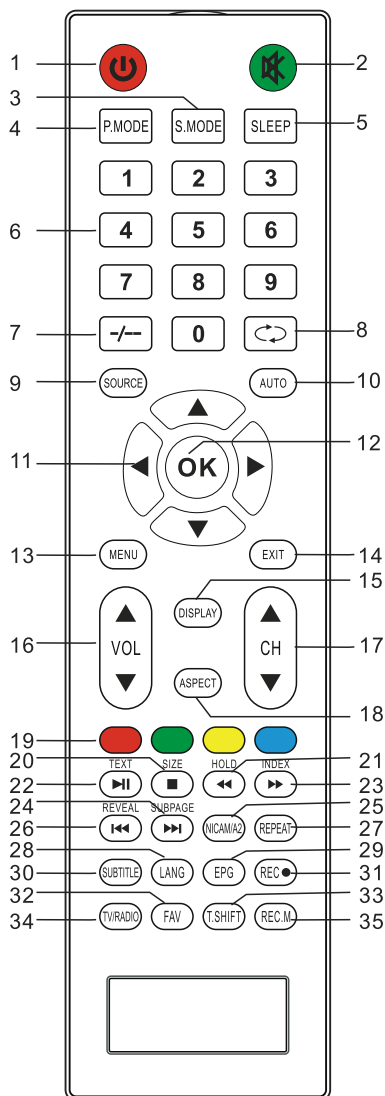 1
2
3
4 P.MODE S.MODE SLEEP 5
1 2 3
6 4 5 6
7 8 9
7 -/-- 0 8
9 SOURCE AUTO 10
11 OK 12
13 MENU EXIT 14
15
16 VOL DISPLAY CH 17
ASPECT
18
19
20 TEXT SIZE HOLD INDEX 21
22 23
24 REVEAL SUBPAGE 25
26 NICAM/A2 REPEAT 27
28 29
30 SUBTITLE LANG EPG REC● 31
32 33
34 TV/RADIO FAV T.SHIFT REC.M 35